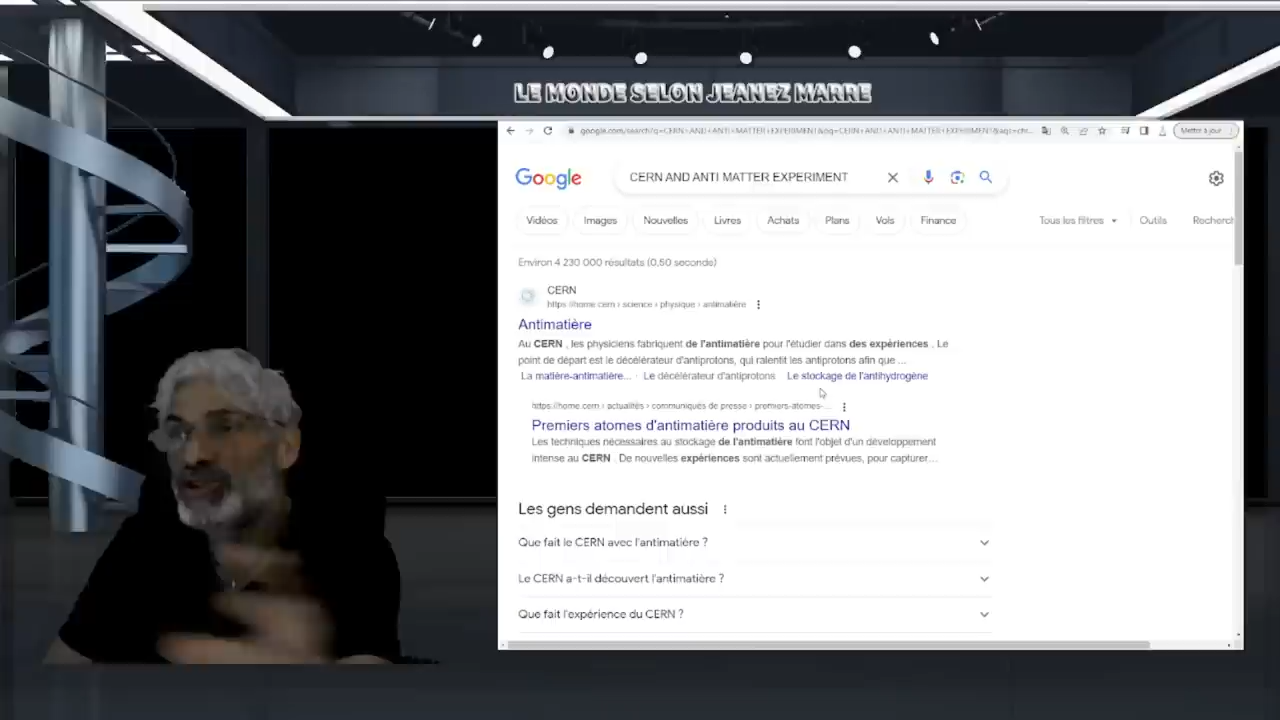 LE MONDE SELON JEANEZ MARRE
Mettre à jour
Google
CERN AND ANTI MATTER EXPERIMENT
Vidéos Images Nouvelles Livres Achats Plans Vols Finance Tous les filtres Outils Recherch
Environ 4 230 000 résultats (0,50 seconde)
CERN
https://home.cern › science › physique › antimatière
Antimatière
Au CERN , les physiciens fabriquent de l'antimatière pour l'étudier dans des expériences . Le
point de départ est le décélérateur d'antiprotons, qui ralentit les antiprotons afin que ...
La matière-antimatière... · Le décélérateur d'antiprotons · Le stockage de l'antihydrogène
https://home.cern › actualités › communiqués de presse › premiers-atomes-...
Premiers atomes d'antimatière produits au CERN
Les techniques nécessaires au stockage de l'antimatière font l'objet d'un développement
intense au CERN . De nouvelles expériences sont actuellement prévues, pour capturer...
Les gens demandent aussi
Que fait le CERN avec l'antimatière ?
Le CERN a-t-il découvert l'antimatière ?
Que fait l'expérience du CERN ?